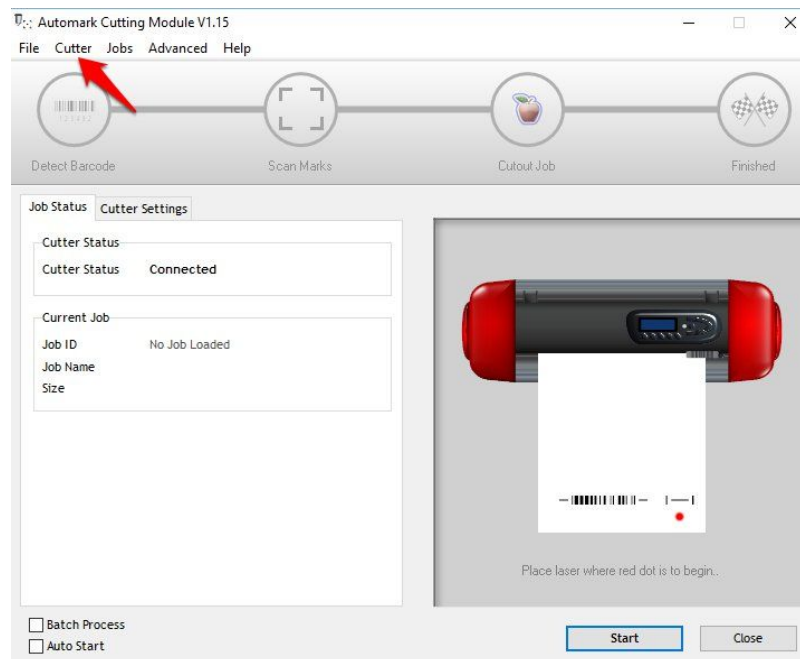 Automark Cutting Module V1.15
File Cutter Jobs Advanced Help
Detect Barcode Scan Marks Cutout Job Finished
Job Status Cutter Settings
Cutter Status
Cutter Status Connected
Current Job
Job ID No Job Loaded
Job Name
Size
Place laser where red dot is to begin..
Batch Process
Auto Start
Start Close